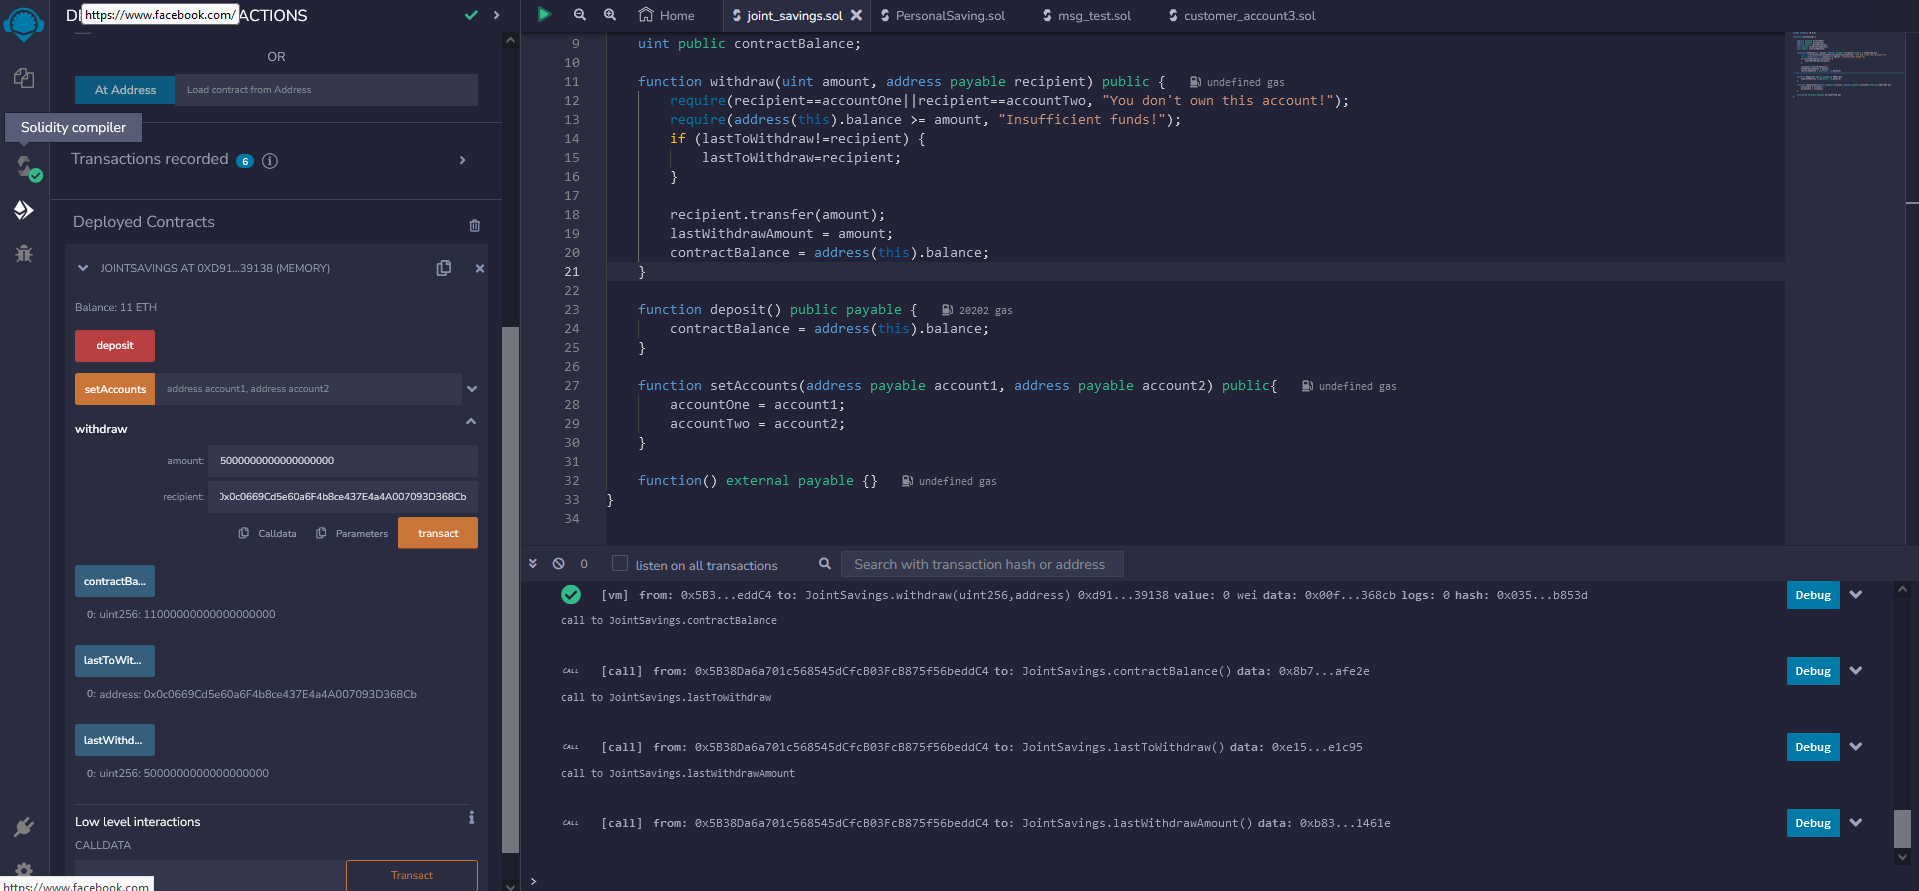 https://www.facebook.com/
DE
ACTIONS
OR
At Address
Load contract from Address
Solidity compiler
Transactions recorded 6 i
Deployed Contracts
JOINTSAVINGS AT 0XD91...39138 (MEMORY)
Balance: 11 ETH
deposit
setAccounts
address account1, address account2
withdraw
amount:
5000000000000000000
recipient:
0x0c0669Cd5e60a6F4b8ce437E4a4A007093D368Cb
Calldata
Parameters
transact
contractBa...
0: uint256: 11000000000000000000
lastToWit...
0: address: 0x0c0669Cd5e60a6F4b8ce437E4a4A007093D368Cb
lastWithd...
0: uint256: 5000000000000000000
Low level interactions
i
CALLDATA
Transact
https://www.facebook.com
Home
joint_savings.sol
PersonalSaving.sol
msg_test.sol
customer_account3.sol
9 uint public contractBalance;
10
11 function withdraw(uint amount, address payable recipient) public { undefined gas
12 require(recipient==accountOne||recipient==accountTwo, "You don't own this account!");
13 require(address(this).balance >= amount, "Insufficient funds!");
14 if (lastToWithdraw!=recipient) {
15 lastToWithdraw=recipient;
16 }
17
18 recipient.transfer(amount);
19 lastWithdrawAmount = amount;
20 contractBalance = address(this).balance;
21 }
22
23 function deposit() public payable { 20202 gas
24 contractBalance = address(this).balance;
25 }
26
27 function setAccounts(address payable account1, address payable account2) public{ undefined gas
28 accountOne = account1;
29 accountTwo = account2;
30 }
31
32 function() external payable {} undefined gas
33 }
34
0
listen on all transactions
Search with transaction hash or address
[vm] from: 0x5B3...eddC4 to: JointSavings.withdraw(uint256,address) 0xd91...39138 value: 0 wei data: 0x00f...368cb logs: 0 hash: 0x035...b853d
Debug
call to JointSavings.contractBalance
CALL [call] from: 0x5B38Da6a701c568545dCfcB03FcB875f56beddC4 to: JointSavings.contractBalance() data: 0x8b7...afe2e
Debug
call to JointSavings.lastToWithdraw
CALL [call] from: 0x5B38Da6a701c568545dCfcB03FcB875f56beddC4 to: JointSavings.lastToWithdraw() data: 0xe15...e1c95
Debug
call to JointSavings.lastWithdrawAmount
CALL [call] from: 0x5B38Da6a701c568545dCfcB03FcB875f56beddC4 to: JointSavings.lastWithdrawAmount() data: 0xb83...1461e
Debug
>